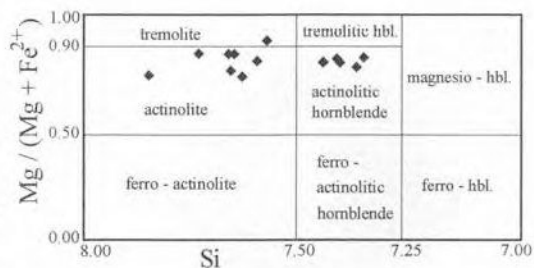 Mg / (Mg + Fe2+)
1.00
0.90
0.50
0.00
tremolite
tremolitic hbl.
actinolite
actinolitic
hornblende
magnesio - hbl.
ferro - actinolite
ferro -
actinolitic
hornblende
ferro - hbl.
8.00
Si
7.50
7.25
7.00